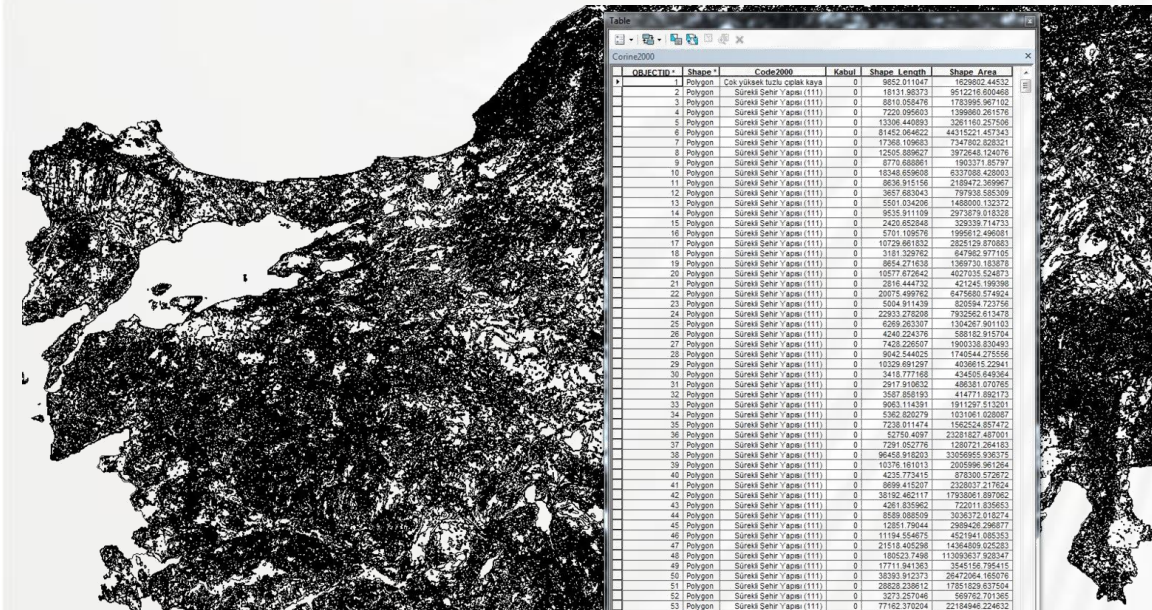 Table
Corine2000
OBJECTID * Shape * Code2000 Kabul Shape_Length Shape_Area
1 Polygon Çok yüksek tuzlu çıplak kaya 0 9852.011047 1629802.44532
2 Polygon Sürekli Şehir Yapısı (111) 0 18131.98373 9512216.600468
3 Polygon Sürekli Şehir Yapısı (111) 0 8810.058476 1783995.967102
4 Polygon Sürekli Şehir Yapısı (111) 0 7220.095603 1399860.261576
5 Polygon Sürekli Şehir Yapısı (111) 0 13306.440893 3261160.257506
6 Polygon Sürekli Şehir Yapısı (111) 0 81452.064622 44315221.457343
7 Polygon Sürekli Şehir Yapısı (111) 0 17368.109683 7347802.828321
8 Polygon Sürekli Şehir Yapısı (111) 0 12505.889627 3972648.124076
9 Polygon Sürekli Şehir Yapısı (111) 0 8770.688861 1903371.85797
10 Polygon Sürekli Şehir Yapısı (111) 0 18348.659608 6337088.428003
11 Polygon Sürekli Şehir Yapısı (111) 0 8636.915156 2189472.369967
12 Polygon Sürekli Şehir Yapısı (111) 0 3657.683043 797938.585309
13 Polygon Sürekli Şehir Yapısı (111) 0 5501.034206 1488000.132372
14 Polygon Sürekli Şehir Yapısı (111) 0 9535.911109 2973879.018328
15 Polygon Sürekli Şehir Yapısı (111) 0 2420.652848 329339.714733
16 Polygon Sürekli Şehir Yapısı (111) 0 5701.109576 1995612.496081
17 Polygon Sürekli Şehir Yapısı (111) 0 10729.661832 2825129.870883
18 Polygon Sürekli Şehir Yapısı (111) 0 3181.329762 647982.977105
19 Polygon Sürekli Şehir Yapısı (111) 0 8654.271638 1369730.183878
20 Polygon Sürekli Şehir Yapısı (111) 0 10577.672642 4027035.524873
21 Polygon Sürekli Şehir Yapısı (111) 0 2816.444732 421245.199398
22 Polygon Sürekli Şehir Yapısı (111) 0 20075.499762 6475680.574924
23 Polygon Sürekli Şehir Yapısı (111) 0 5004.911439 820594.723756
24 Polygon Sürekli Şehir Yapısı (111) 0 22933.278208 7932562.613478
25 Polygon Sürekli Şehir Yapısı (111) 0 6269.263307 1304267.901103
26 Polygon Sürekli Şehir Yapısı (111) 0 4240.224376 588182.915704
27 Polygon Sürekli Şehir Yapısı (111) 0 7428.226507 1900338.830493
28 Polygon Sürekli Şehir Yapısı (111) 0 9042.544025 1740544.275556
29 Polygon Sürekli Şehir Yapısı (111) 0 10329.691297 4036615.22941
30 Polygon Sürekli Şehir Yapısı (111) 0 3418.777168 434505.649364
31 Polygon Sürekli Şehir Yapısı (111) 0 2917.910632 486381.070765
32 Polygon Sürekli Şehir Yapısı (111) 0 3587.858193 414771.892173
33 Polygon Sürekli Şehir Yapısı (111) 0 9063.114391 1911297.513201
34 Polygon Sürekli Şehir Yapısı (111) 0 5362.820279 1031061.028087
35 Polygon Sürekli Şehir Yapısı (111) 0 7238.011474 1562524.857472
36 Polygon Sürekli Şehir Yapısı (111) 0 52750.4097 23281827.487001
37 Polygon Sürekli Şehir Yapısı (111) 0 7291.052776 1280721.264183
38 Polygon Sürekli Şehir Yapısı (111) 0 96458.918203 33056955.936375
39 Polygon Sürekli Şehir Yapısı (111) 0 10376.161013 2005996.961264
40 Polygon Sürekli Şehir Yapısı (111) 0 4235.773415 878300.572672
41 Polygon Sürekli Şehir Yapısı (111) 0 8699.415207 2328037.217624
42 Polygon Sürekli Şehir Yapısı (111) 0 38192.462117 17938061.897062
43 Polygon Sürekli Şehir Yapısı (111) 0 4261.835962 722011.835653
44 Polygon Sürekli Şehir Yapısı (111) 0 8589.088509 3036372.018274
45 Polygon Sürekli Şehir Yapısı (111) 0 12851.79044 2989426.296877
46 Polygon Sürekli Şehir Yapısı (111) 0 11194.554675 4521941.085353
47 Polygon Sürekli Şehir Yapısı (111) 0 21518.405298 14364809.025283
48 Polygon Sürekli Şehir Yapısı (111) 0 180523.7498 113093637.928347
49 Polygon Sürekli Şehir Yapısı (111) 0 17711.941363 3545156.795415
50 Polygon Sürekli Şehir Yapısı (111) 0 38393.912373 26472064.165076
51 Polygon Sürekli Şehir Yapısı (111) 0 28828.238612 17851829.637504
52 Polygon Sürekli Şehir Yapısı (111) 0 3273.257046 569762.701365
53 Polygon Sürekli Şehir Yapısı (111) 0 77162.370204 22184946.224632